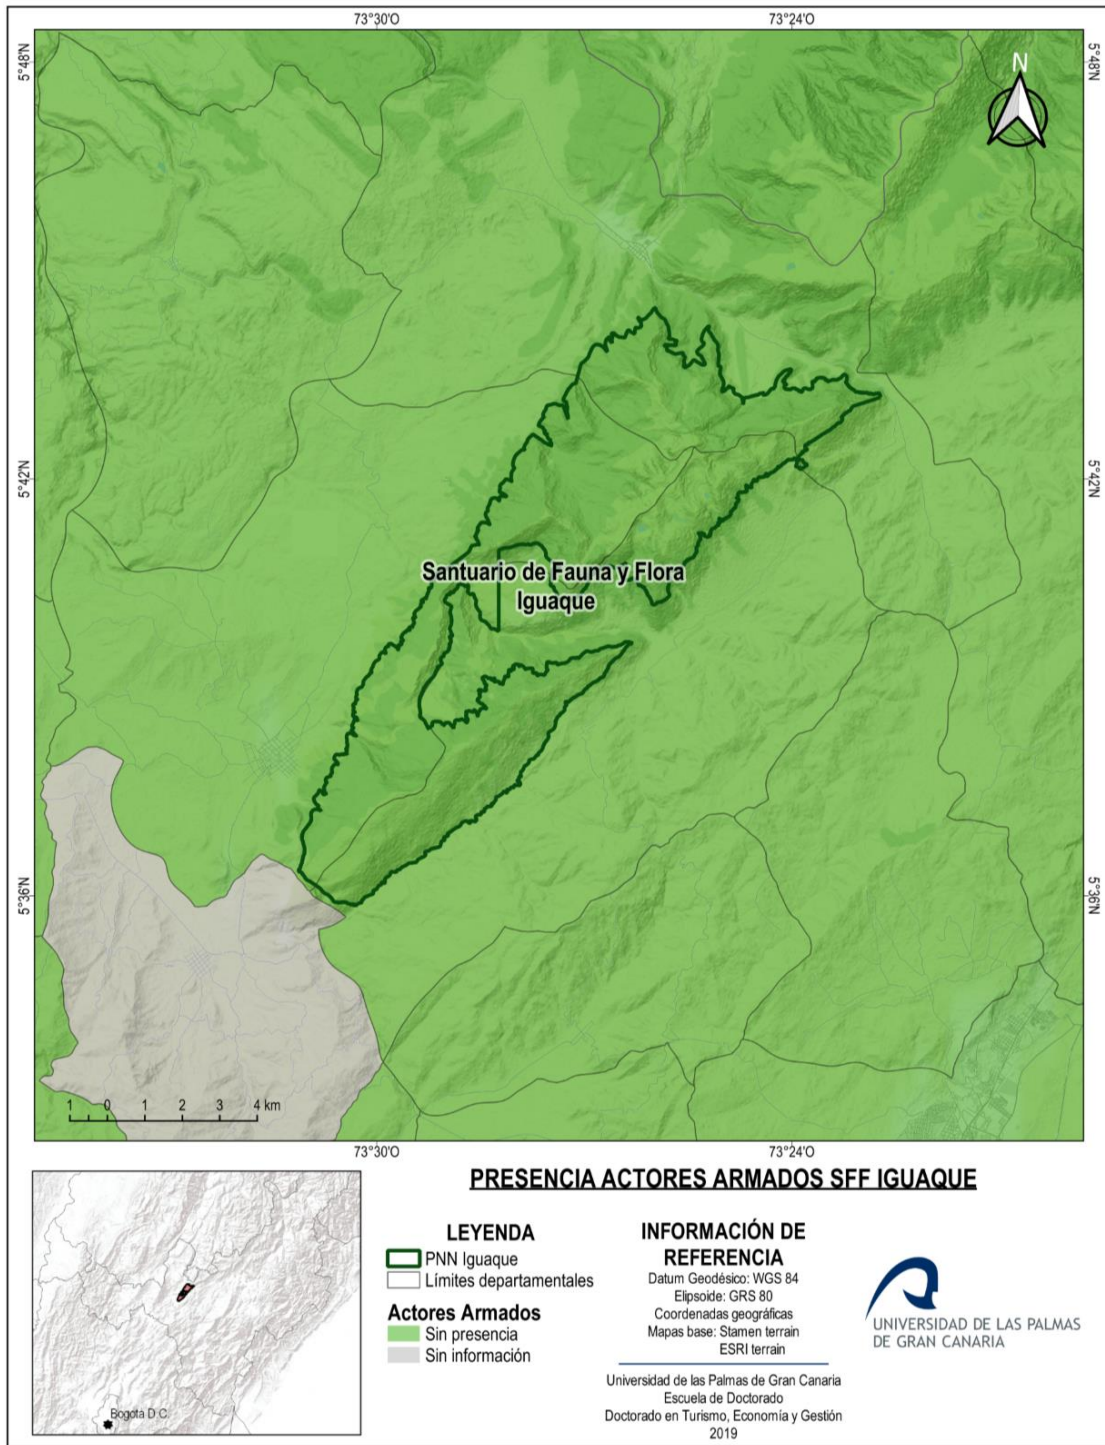 73°30'O
73°24'O
5°48'N
5°48'N
N
5°42'N
5°42'N
Santuario de Fauna y Flora
Iguaque
5°36'N
5°36'N
1 0 1 2 3 4 km
73°30'O
73°24'O
PRESENCIA ACTORES ARMADOS SFF IGUAQUE
LEYENDA
PNN Iguaque
Límites departamentales
Actores Armados
Sin presencia
Sin información
INFORMACIÓN DE
REFERENCIA
Datum Geodésico: WGS 84
Elipsoide: GRS 80
Coordenadas geográficas
Mapas base: Stamen terrain
ESRI terrain
Universidad de las Palmas de Gran Canaria
Escuela de Doctorado
Doctorado en Turismo, Economía y Gestión
2019
UNIVERSIDAD DE LAS PALMAS
DE GRAN CANARIA
Bogotá D.C.